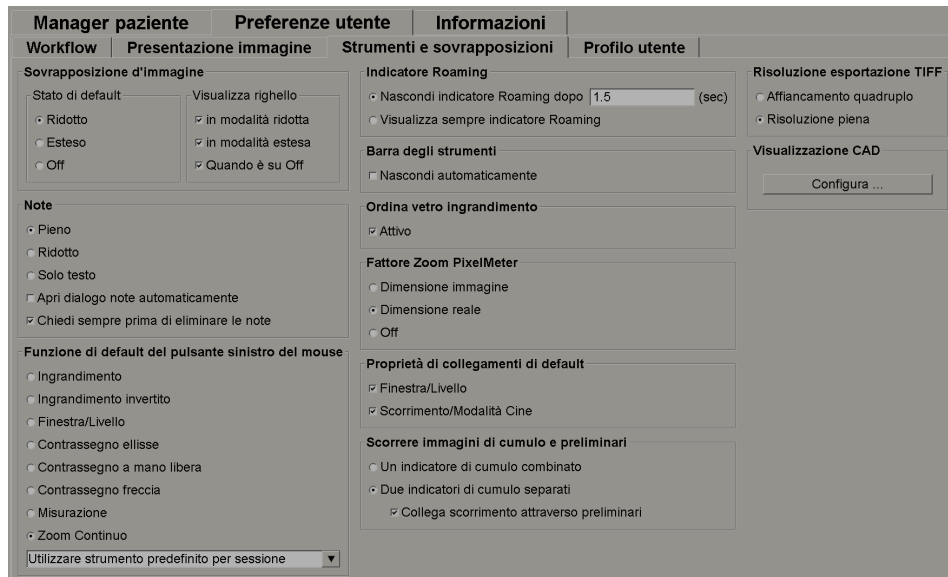 Manager paziente Preferenze utente Informazioni
Workflow Presentazione immagine Strumenti e sovrapposizioni Profilo utente
Sovrapposizione d'immagine
Stato di default
Ridotto
Esteso
Off
Visualizza righello
in modalità ridotta
in modalità estesa
Quando è su Off
Note
Pieno
Ridotto
Solo testo
Apri dialogo note automaticamente
Chiedi sempre prima di eliminare le note
Funzione di default del pulsante sinistro del mouse
Ingrandimento
Ingrandimento invertito
Finestra/Livello
Contrassegno ellisse
Contrassegno a mano libera
Contrassegno freccia
Misurazione
Zoom Continuo
Utilizzare strumento predefinito per sessione
Indicatore Roaming
Nascondi indicatore Roaming dopo 1.5 (sec)
Visualizza sempre indicatore Roaming
Barra degli strumenti
Nascondi automaticamente
Ordina vetro ingrandimento
Attivo
Fattore Zoom PixelMeter
Dimensione immagine
Dimensione reale
Off
Proprietà di collegamenti di default
Finestra/Livello
Scorrimento/Modalità Cine
Scorrere immagini di cumulo e preliminari
Un indicatore di cumulo combinato
Due indicatori di cumulo separati
Collega scorrimento attraverso preliminari
Risoluzione esportazione TIFF
Affiancamento quadruplo
Risoluzione piena
Visualizzazione CAD
Configura ...